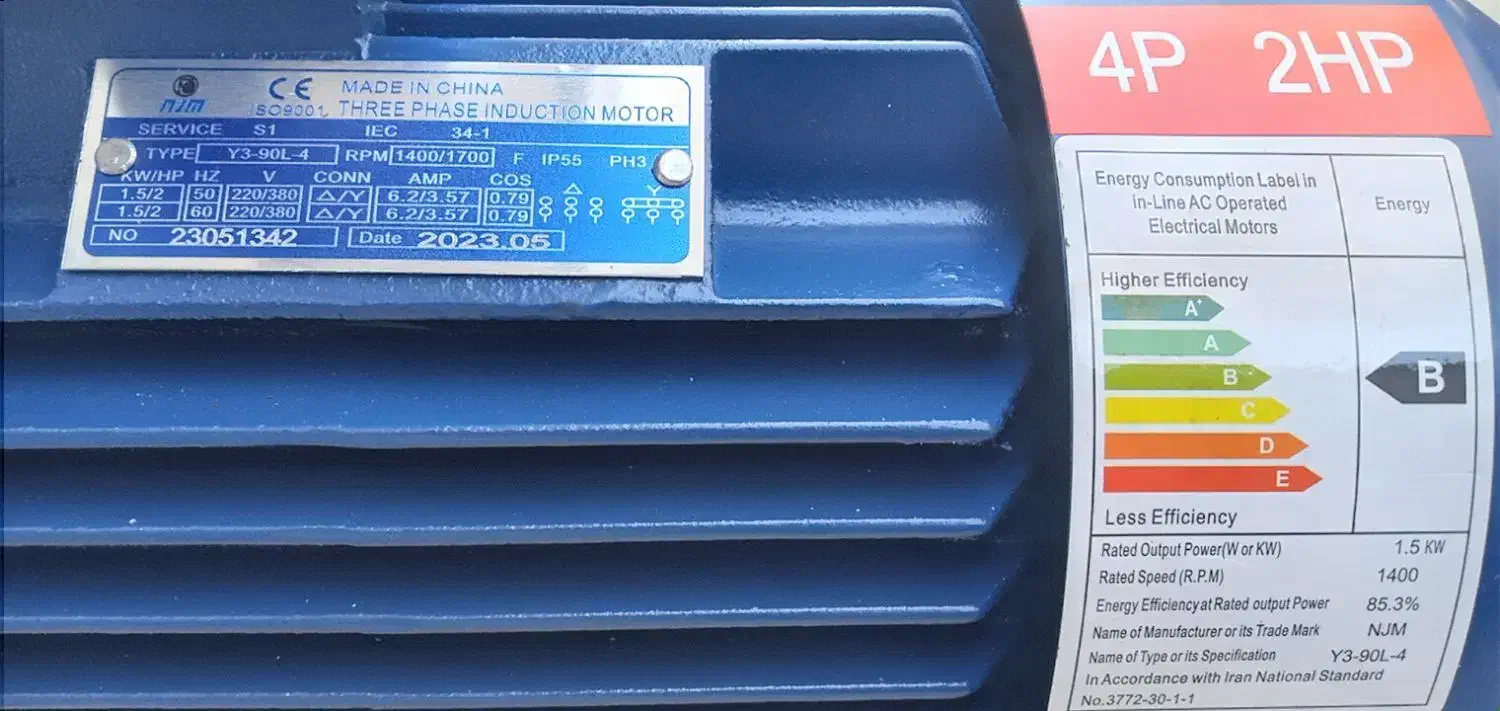 NJM
CE MADE IN CHINA
ISO9001, THREE PHASE INDUCTION MOTOR
SERVICE S1 IEC 34-1
TYPE Y3-90L-4 RPM 1400/1700 F IP55 PH3
KW/HP HZ V CONN AMP COS
1.5/2 50 220/380 △/Y 6.2/3.57 0.79 △ Y
1.5/2 60 220/380 △/Y 6.2/3.57 0.79
NO 23051342 Date 2023.05
4P 2HP
Energy Consumption Label in
in-Line AC Operated
Electrical Motors
Energy
Higher Efficiency
A+
A
B
B
C
D
E
Less Efficiency
Rated Output Power(W or KW) 1.5 KW
Rated Speed (R.P.M) 1400
Energy Efficiency at Rated output Power 85.3%
Name of Manufacturer or its Trade Mark NJM
Name of Type or its Specification Y3-90L-4
In Accordance with Iran National Standard
No.3772-30-1-1